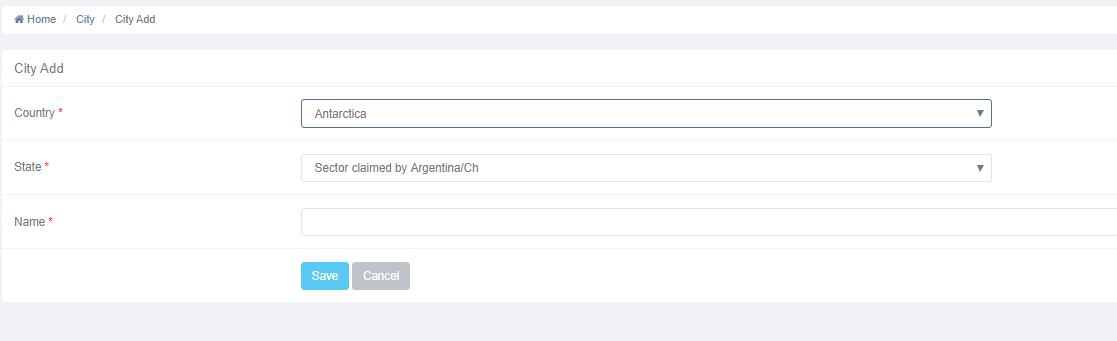 Home / City / City Add
City Add
Country *
Antarctica
State *
Sector claimed by Argentina/Ch
Name *
Save Cancel